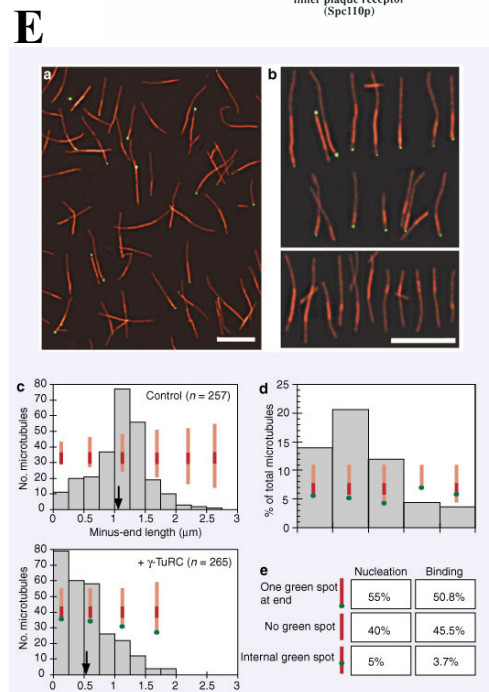 inner plaque receptor
(Spc110p)
E
a
b
c
80
70
60
50
40
30
20
10
0
No. microtubules
Control (n = 257)
0 0.5 1 1.5 2 2.5 3
Minus-end length (µm)
80
70
60
50
40
30
20
10
0
No. microtubules
+ γ-TuRC (n = 265)
0 0.5 1 1.5 2 2.5 3
d
25
20
15
10
5
0
% of total microtubules
e
Nucleation Binding
One green spot at end 55% 50.8%
No green spot 40% 45.5%
Internal green spot 5% 3.7%